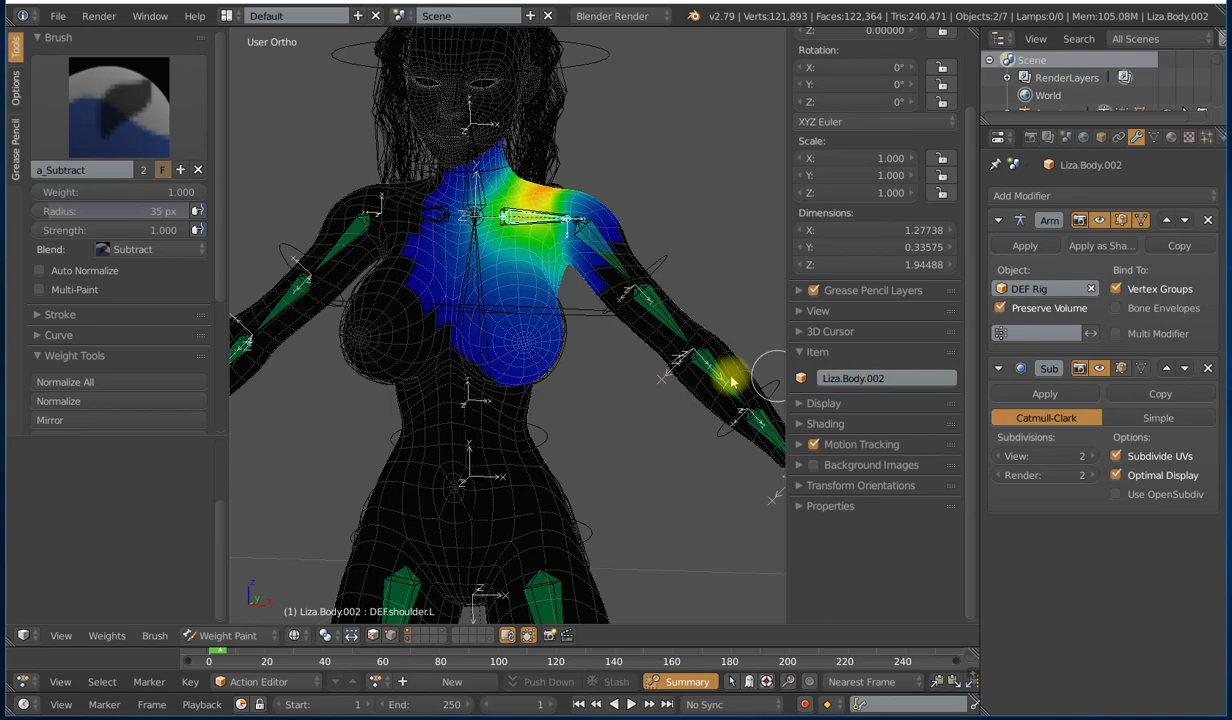 File Render Window Help Default Scene Blender Render v2.79 | Verts:121,893 | Faces:122,364 | Tris:240,471 | Objects:2/7 | Lamps:0/0 | Mem:105.08M | Liza.Body.002
Tools
Options
Grease Pencil
Brush
a_Subtract 2 F
Weight: 1.000
Radius: 35 px
Strength: 1.000
Blend: Subtract
Auto Normalize
Multi-Paint
Stroke
Curve
Weight Tools
Normalize All
Normalize
Mirror
User Ortho
(1) Liza.Body.002 : DEF.shoulder.L
Z: 0.00000
Rotation:
X: 0°
Y: 0°
Z: 0°
XYZ Euler
Scale:
X: 1.000
Y: 1.000
Z: 1.000
Dimensions:
X: 1.27738
Y: 0.33575
Z: 1.94488
Grease Pencil Layers
View
3D Cursor
Item
Liza.Body.002
Display
Shading
Motion Tracking
Background Images
Transform Orientations
Properties
View Search All Scenes
Scene
RenderLayers
World
Liza.Body.002
Add Modifier
Arm
Apply Apply as Sha... Copy
Object: Bind To:
DEF Rig Vertex Groups
Preserve Volume Bone Envelopes
Multi Modifier
Sub
Apply Copy
Catmull-Clark Simple
Subdivisions: Options:
View: 2 Subdivide UVs
Render: 2 Optimal Display
Use OpenSubdiv
View Weights Brush Weight Paint
0 20 40 60 80 100 120 140 160 180 200 220 240
View Select Marker Key Action Editor New Push Down Stash Summary Nearest Frame
View Marker Frame Playback Start: 1 End: 250 1 No Sync